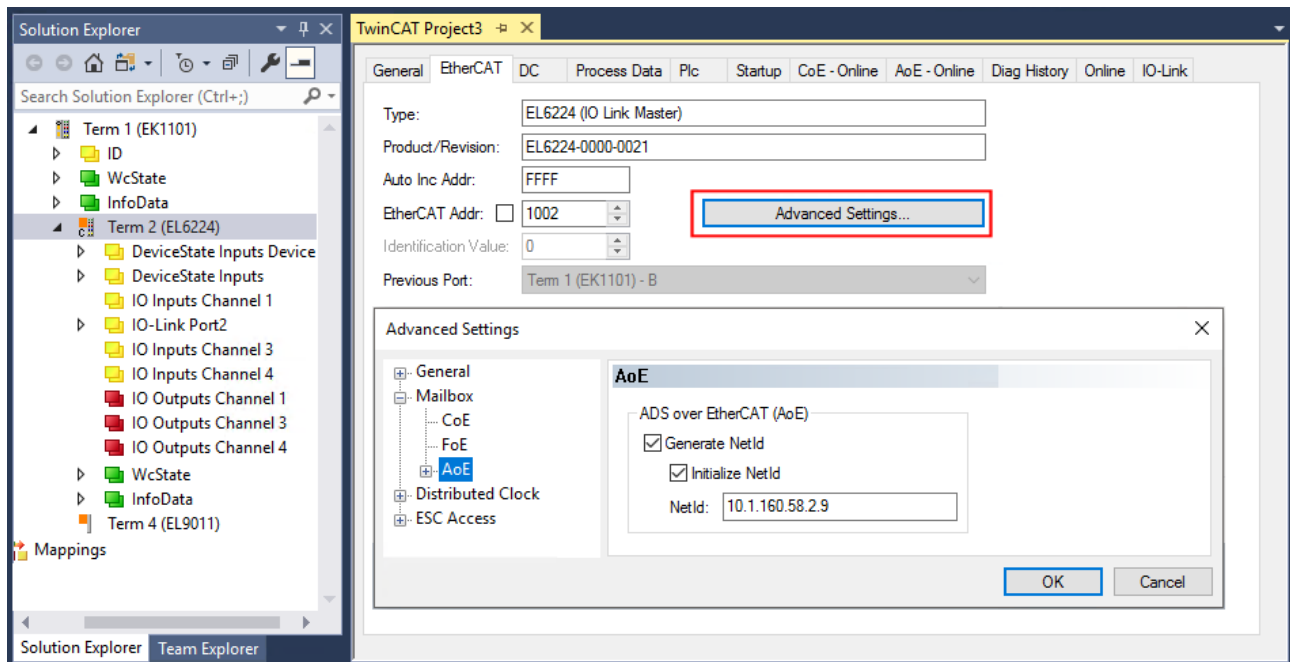 Solution Explorer
Search Solution Explorer (Ctrl+;)
Term 1 (EK1101)
ID
WcState
InfoData
Term 2 (EL6224)
DeviceState Inputs Device
DeviceState Inputs
IO Inputs Channel 1
IO-Link Port2
IO Inputs Channel 3
IO Inputs Channel 4
IO Outputs Channel 1
IO Outputs Channel 3
IO Outputs Channel 4
WcState
InfoData
Term 4 (EL9011)
Mappings
Solution Explorer Team Explorer
TwinCAT Project3
General EtherCAT DC Process Data Plc Startup CoE - Online AoE - Online Diag History Online IO-Link
Type: EL6224 (IO Link Master)
Product/Revision: EL6224-0000-0021
Auto Inc Addr: FFFF
EtherCAT Addr: 1002 Advanced Settings...
Identification Value: 0
Previous Port: Term 1 (EK1101) - B
Advanced Settings
General
Mailbox
CoE
FoE
AoE
Distributed Clock
ESC Access
AoE
ADS over EtherCAT (AoE)
Generate NetId
Initialize NetId
NetId: 10.1.160.58.2.9
OK Cancel